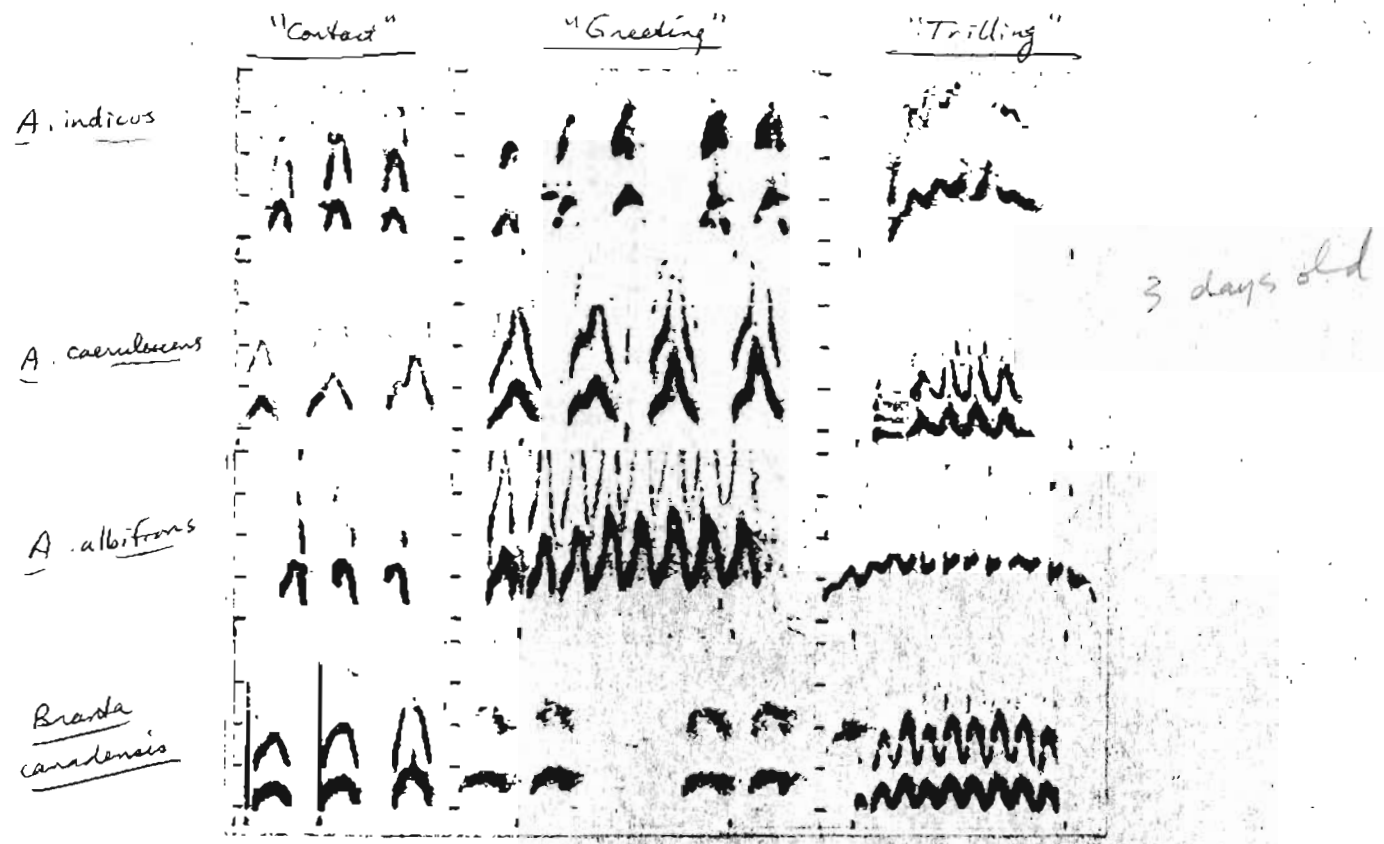 "Contact" "Greeting" "Trilling"
A. indicus
3 days old
A. caerulescens
A. albifrons
Branta
canadensis